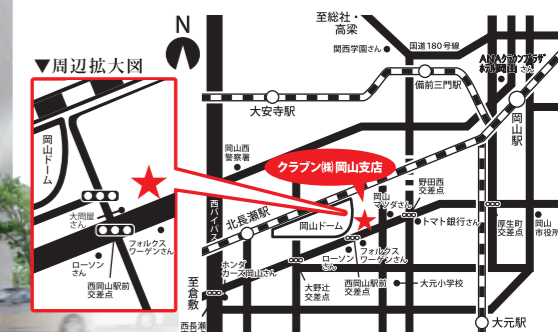 N
至総社・
高梁
▼周辺拡大図
関西学園さん
国道180号線
ANAクラウンプラザ
ホテル岡山さん
備前三門駅
大安寺駅
岡山駅
岡山ドーム
岡山西
警察署
クラブン㈱岡山支店
野田西
交差点
岡山
マツダさん
西バイパス
北長瀬駅
岡山ドーム
トマト銀行さん
厚生町
交差点
岡山
市役所
大問屋
さん
フォルクス
ワーゲンさん
ローソン
さん
西岡山駅前
交差点
フォルクス
ワーゲンさん
ローソン
さん
ホンダ
カーズ岡山さん
西岡山駅前
交差点
大元小学校
至倉敷
大野辻
交差点
西長瀬
大元駅